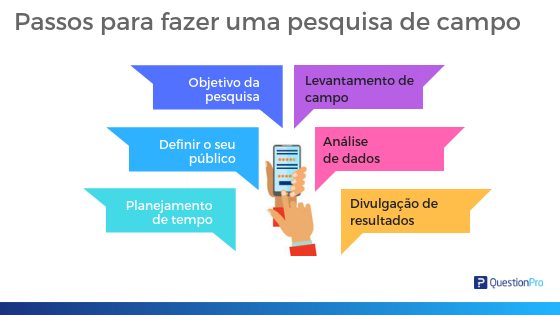 Passos para fazer uma pesquisa de campo
Objetivo da
pesquisa
Definir o seu
público
Planejamento
de tempo
Levantamento de
campo
Análise
de dados
Divulgação de
resultados
QuestionPro